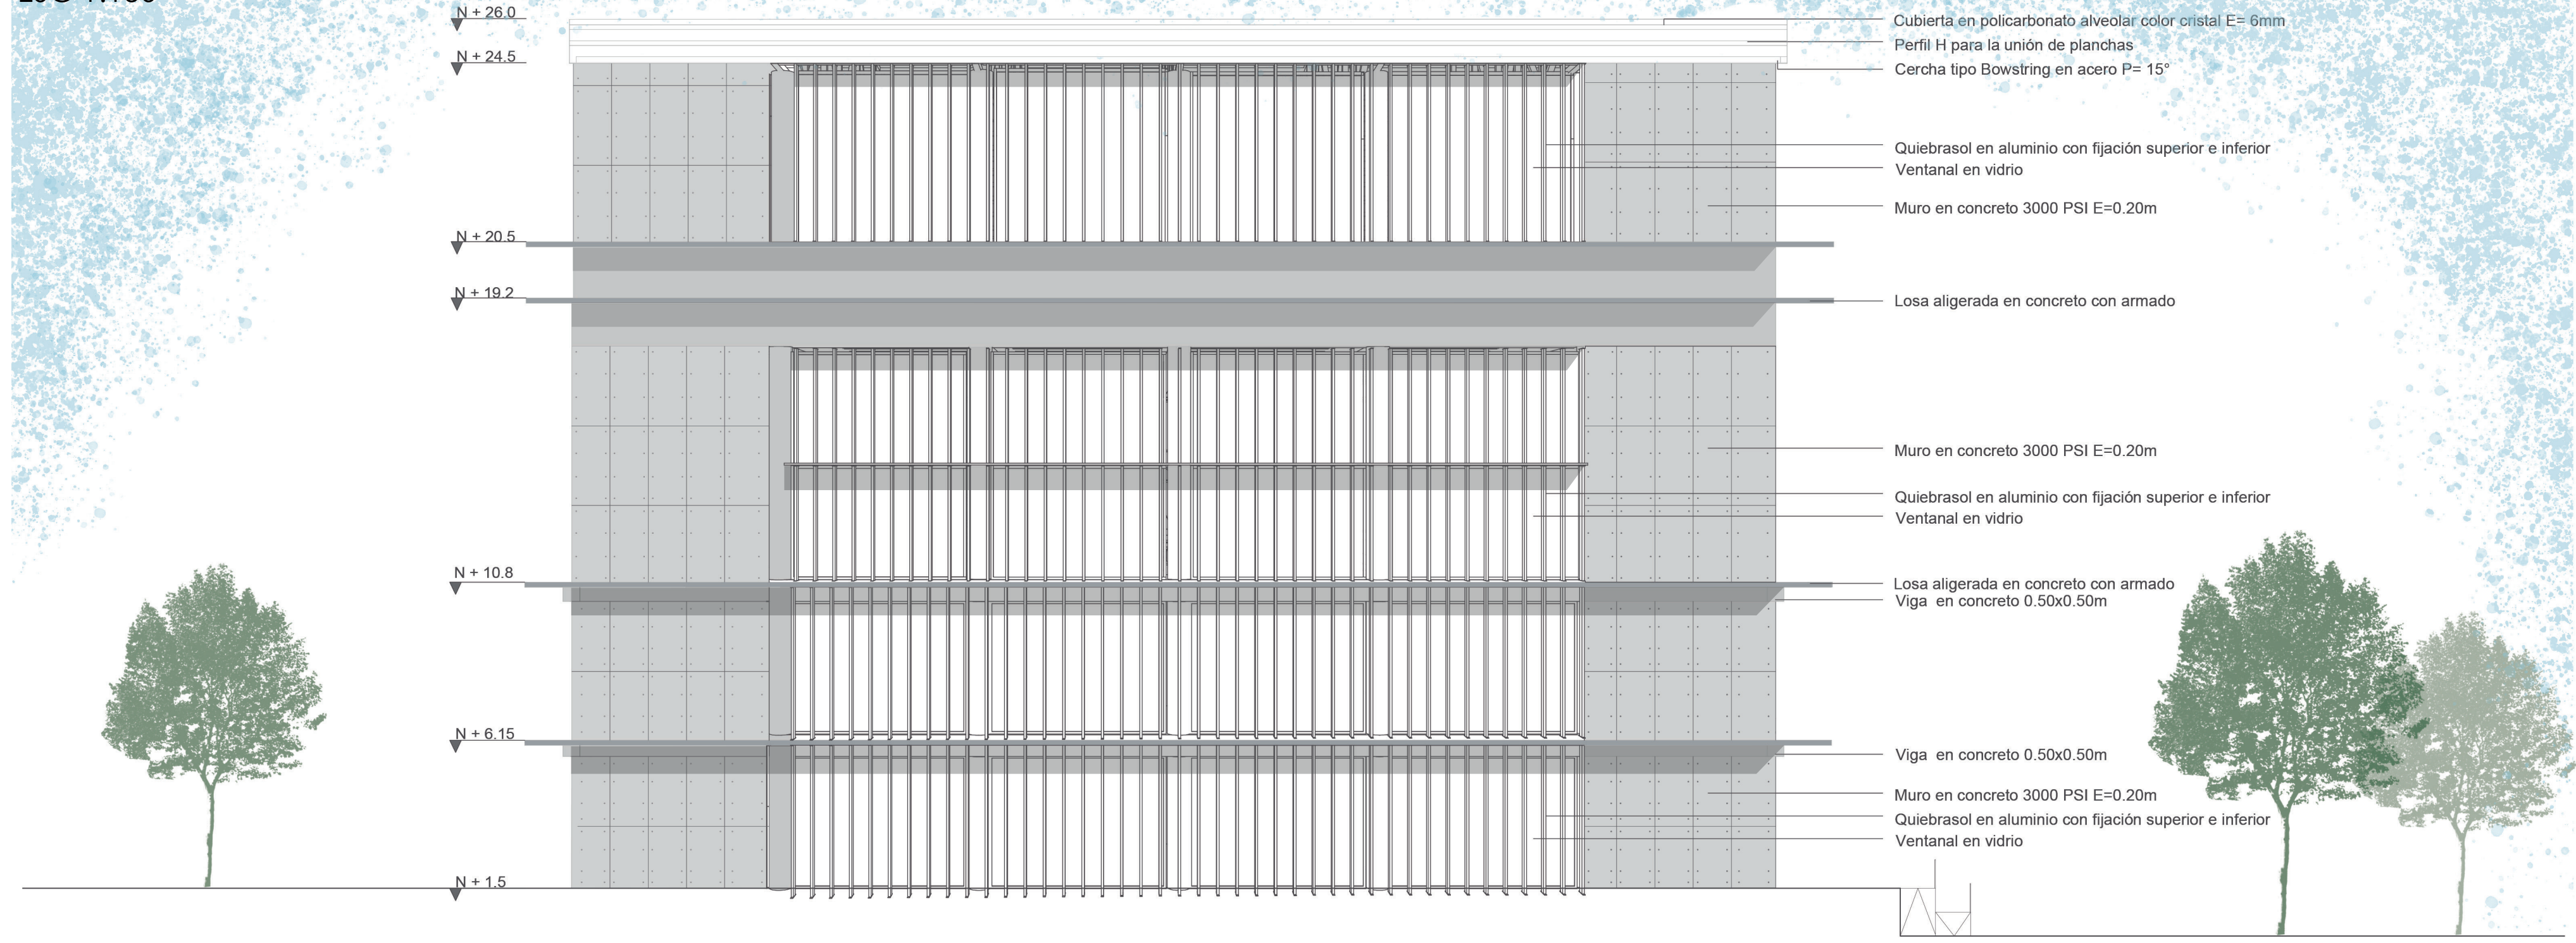 N + 26.0
N + 24.5
N + 20.5
N + 19.2
N + 10.8
N + 6.15
N + 1.5
Cubierta en policarbonato alveolar color cristal E= 6mm
Perfil H para la unión de planchas
Cercha tipo Bowstring en acero P= 15°
Quiebrasol en aluminio con fijación superior e inferior
Ventanal en vidrio
Muro en concreto 3000 PSI E=0.20m
Losa aligerada en concreto con armado
Muro en concreto 3000 PSI E=0.20m
Quiebrasol en aluminio con fijación superior e inferior
Ventanal en vidrio
Losa aligerada en concreto con armado
Viga en concreto 0.50x0.50m
Viga en concreto 0.50x0.50m
Muro en concreto 3000 PSI E=0.20m
Quiebrasol en aluminio con fijación superior e inferior
Ventanal en vidrio